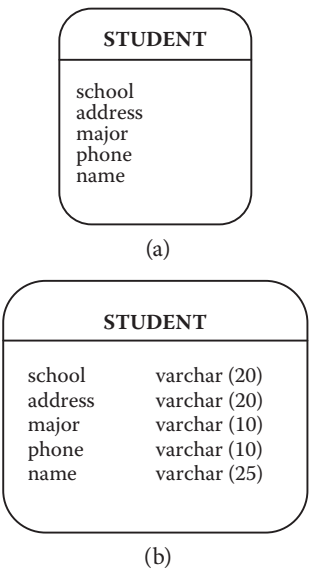 STUDENT
school
address
major
phone
name
(a)
STUDENT
school varchar (20)
address varchar (20)
major varchar (10)
phone varchar (10)
name varchar (25)
(b)